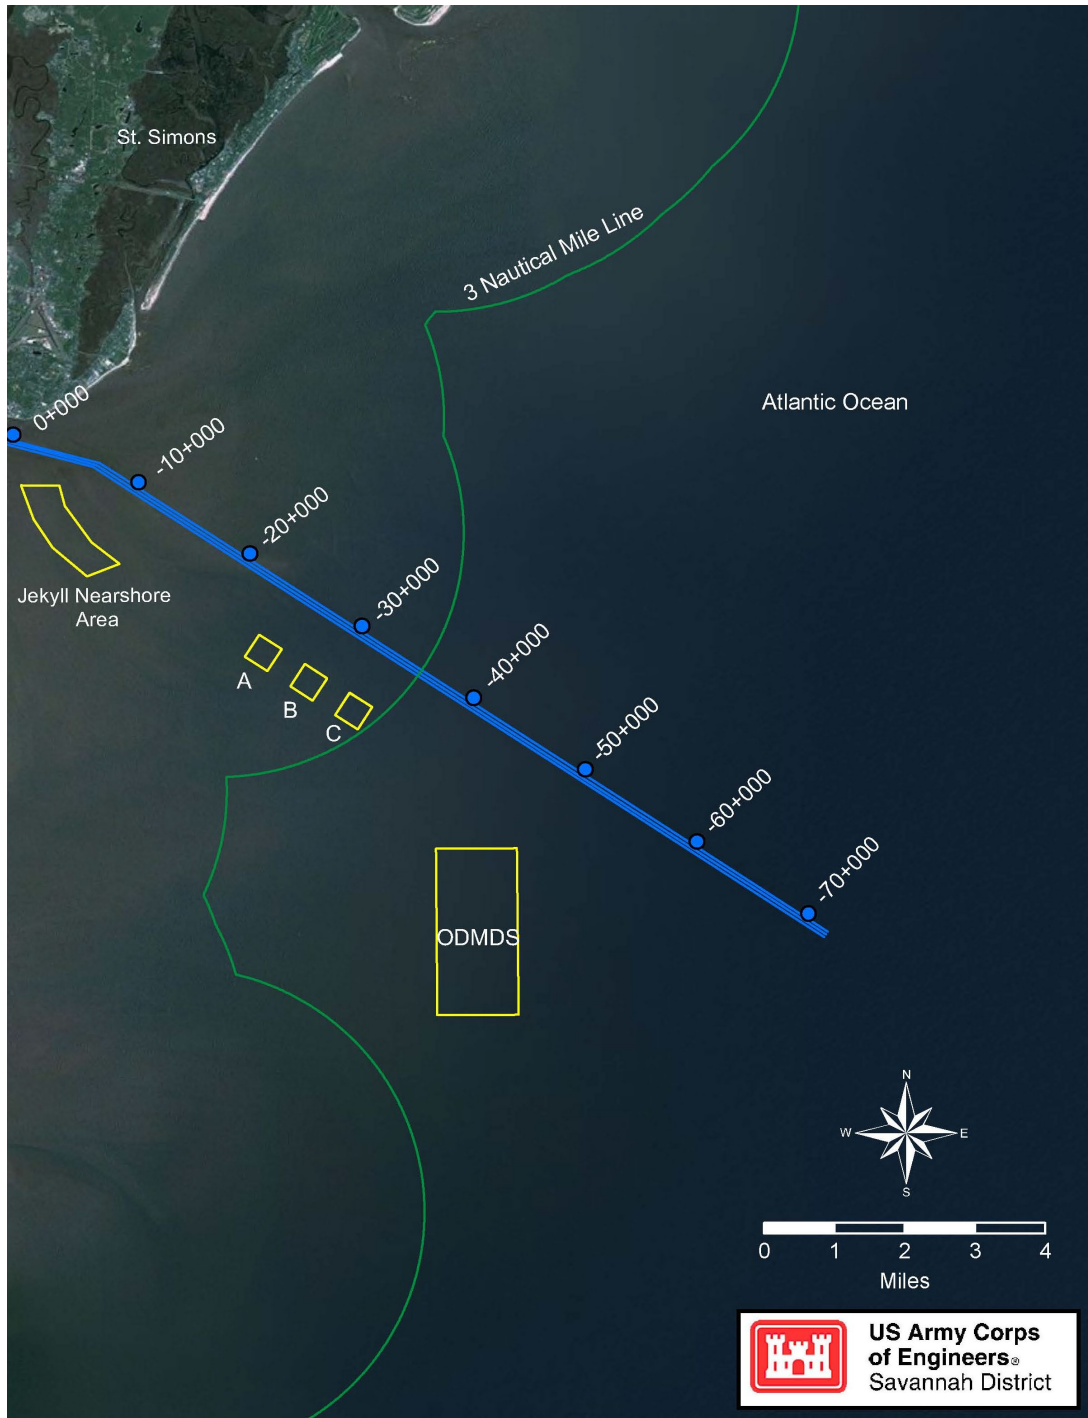 St. Simons
3 Nautical Mile Line
Atlantic Ocean
0+000
-10+000
-20+000
-30+000
-40+000
-50+000
-60+000
-70+000
Jekyll Nearshore
Area
A
B
C
ODMDS
N
W E
S
0 1 2 3 4
Miles
US Army Corps
of Engineers®
Savannah District